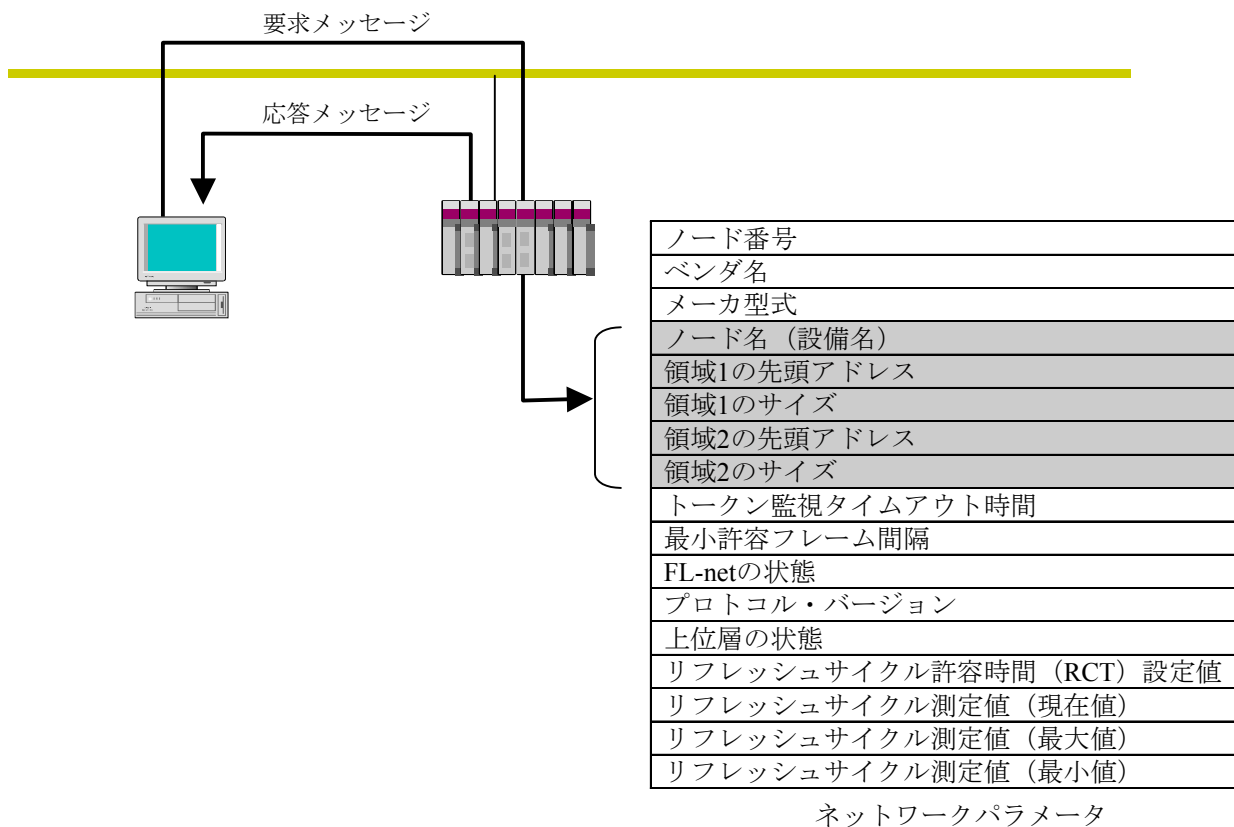 要求メッセージ
応答メッセージ
ノード番号
ベンダ名
メーカ型式
ノード名（設備名）
領域1の先頭アドレス
領域1のサイズ
領域2の先頭アドレス
領域2のサイズ
トークン監視タイムアウト時間
最小許容フレーム間隔
FL-netの状態
プロトコル・バージョン
上位層の状態
リフレッシュサイクル許容時間（RCT）設定値
リフレッシュサイクル測定値（現在値）
リフレッシュサイクル測定値（最大値）
リフレッシュサイクル測定値（最小値）
ネットワークパラメータ